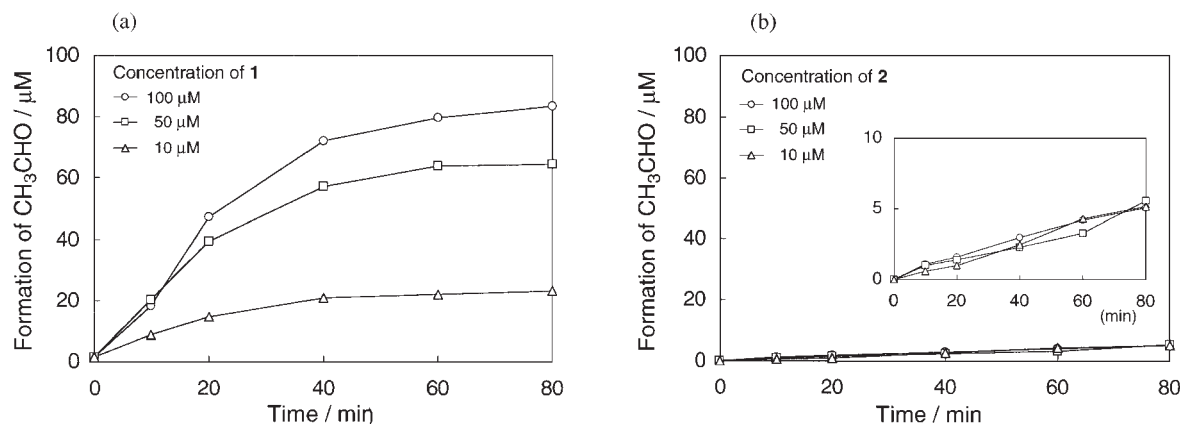 (a)
Formation of CH₃CHO / μM
100
80
60
40
20
0
Concentration of 1
100 μM
50 μM
10 μM
0 20 40 60 80
Time / min
(b)
Formation of CH₃CHO / μM
100
80
60
40
20
0
Concentration of 2
100 μM
50 μM
10 μM
10
5
0
0 20 40 60 80
(min)
0 20 40 60 80
Time / min